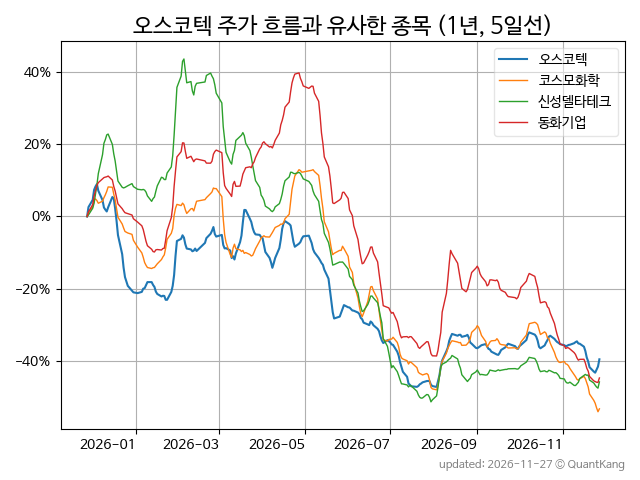 오스코텍 주가 흐름과 유사한 종목 (1년, 5일선)
오스코텍
코스모화학
신성델타테크
동화기업
40%
20%
0%
−20%
−40%
2026-01
2026-03
2026-05
2026-07
2026-09
2026-11
updated: 2026-11-27 © QuantKang